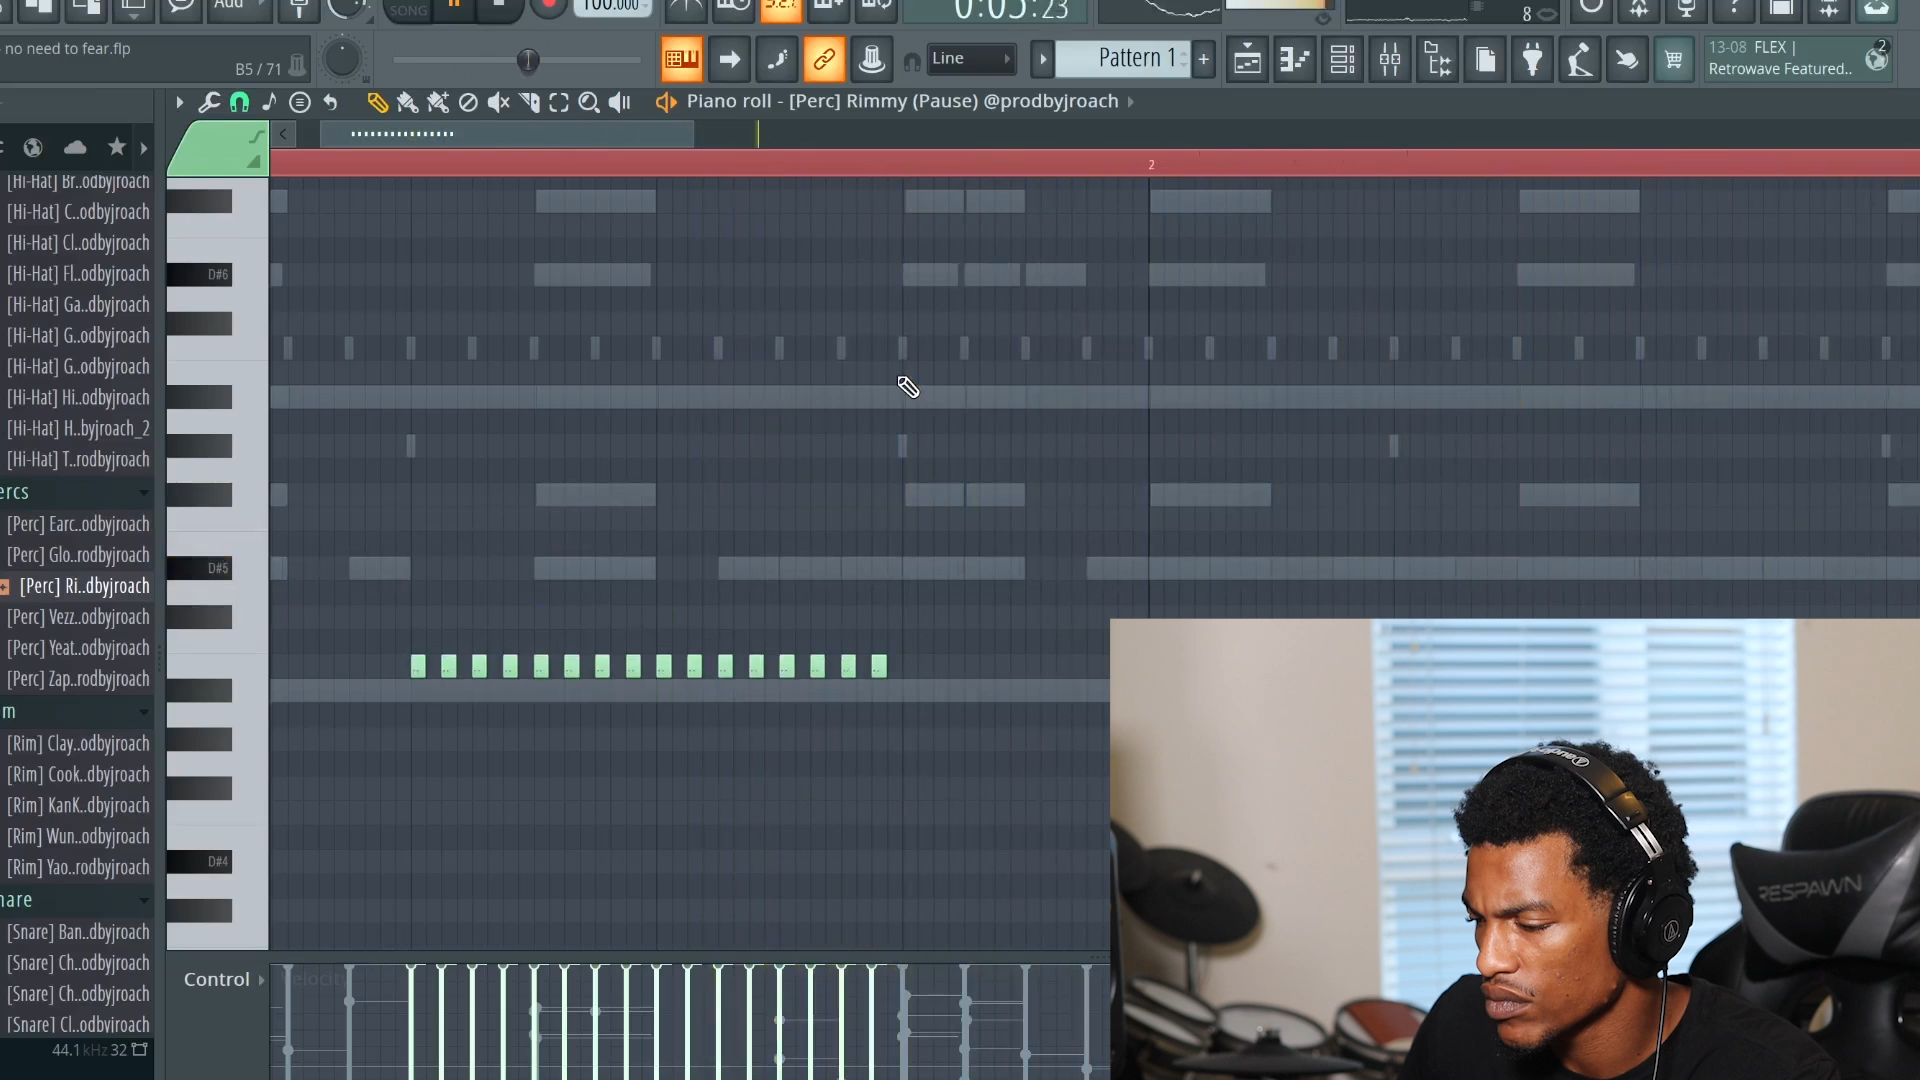 Add
SONG
100.000
3.2.1
0:05:23
8
no need to fear.flp
B5 / 71
Line
Pattern 1
+
13-08 FLEX |
Retrowave Featured..
2
Piano roll - [Perc] Rimmy (Pause) @prodbyjroach
2
[Hi-Hat] Br..odbyjroach
[Hi-Hat] C..odbyjroach
[Hi-Hat] Cl..odbyjroach
[Hi-Hat] Fl..odbyjroach
[Hi-Hat] Ga..dbyjroach
[Hi-Hat] G..odbyjroach
[Hi-Hat] G..odbyjroach
[Hi-Hat] Hi..odbyjroach
[Hi-Hat] H..byjroach_2
[Hi-Hat] T..rodbyjroach
ercs
[Perc] Earc..odbyjroach
[Perc] Glo..rodbyjroach
[Perc] Ri..dbyjroach
[Perc] Vezz..odbyjroach
[Perc] Yeat..odbyjroach
[Perc] Zap..rodbyjroach
m
[Rim] Clay..odbyjroach
[Rim] Cook..dbyjroach
[Rim] KanK..dbyjroach
[Rim] Wun..odbyjroach
[Rim] Yao..rodbyjroach
nare
[Snare] Ban..dbyjroach
[Snare] Ch..odbyjroach
[Snare] Ch..odbyjroach
[Snare] Cl..odbyjroach
44.1kHz 32
D#6
D#5
D#4
Control
elocity
audio-technica
RESPAWN